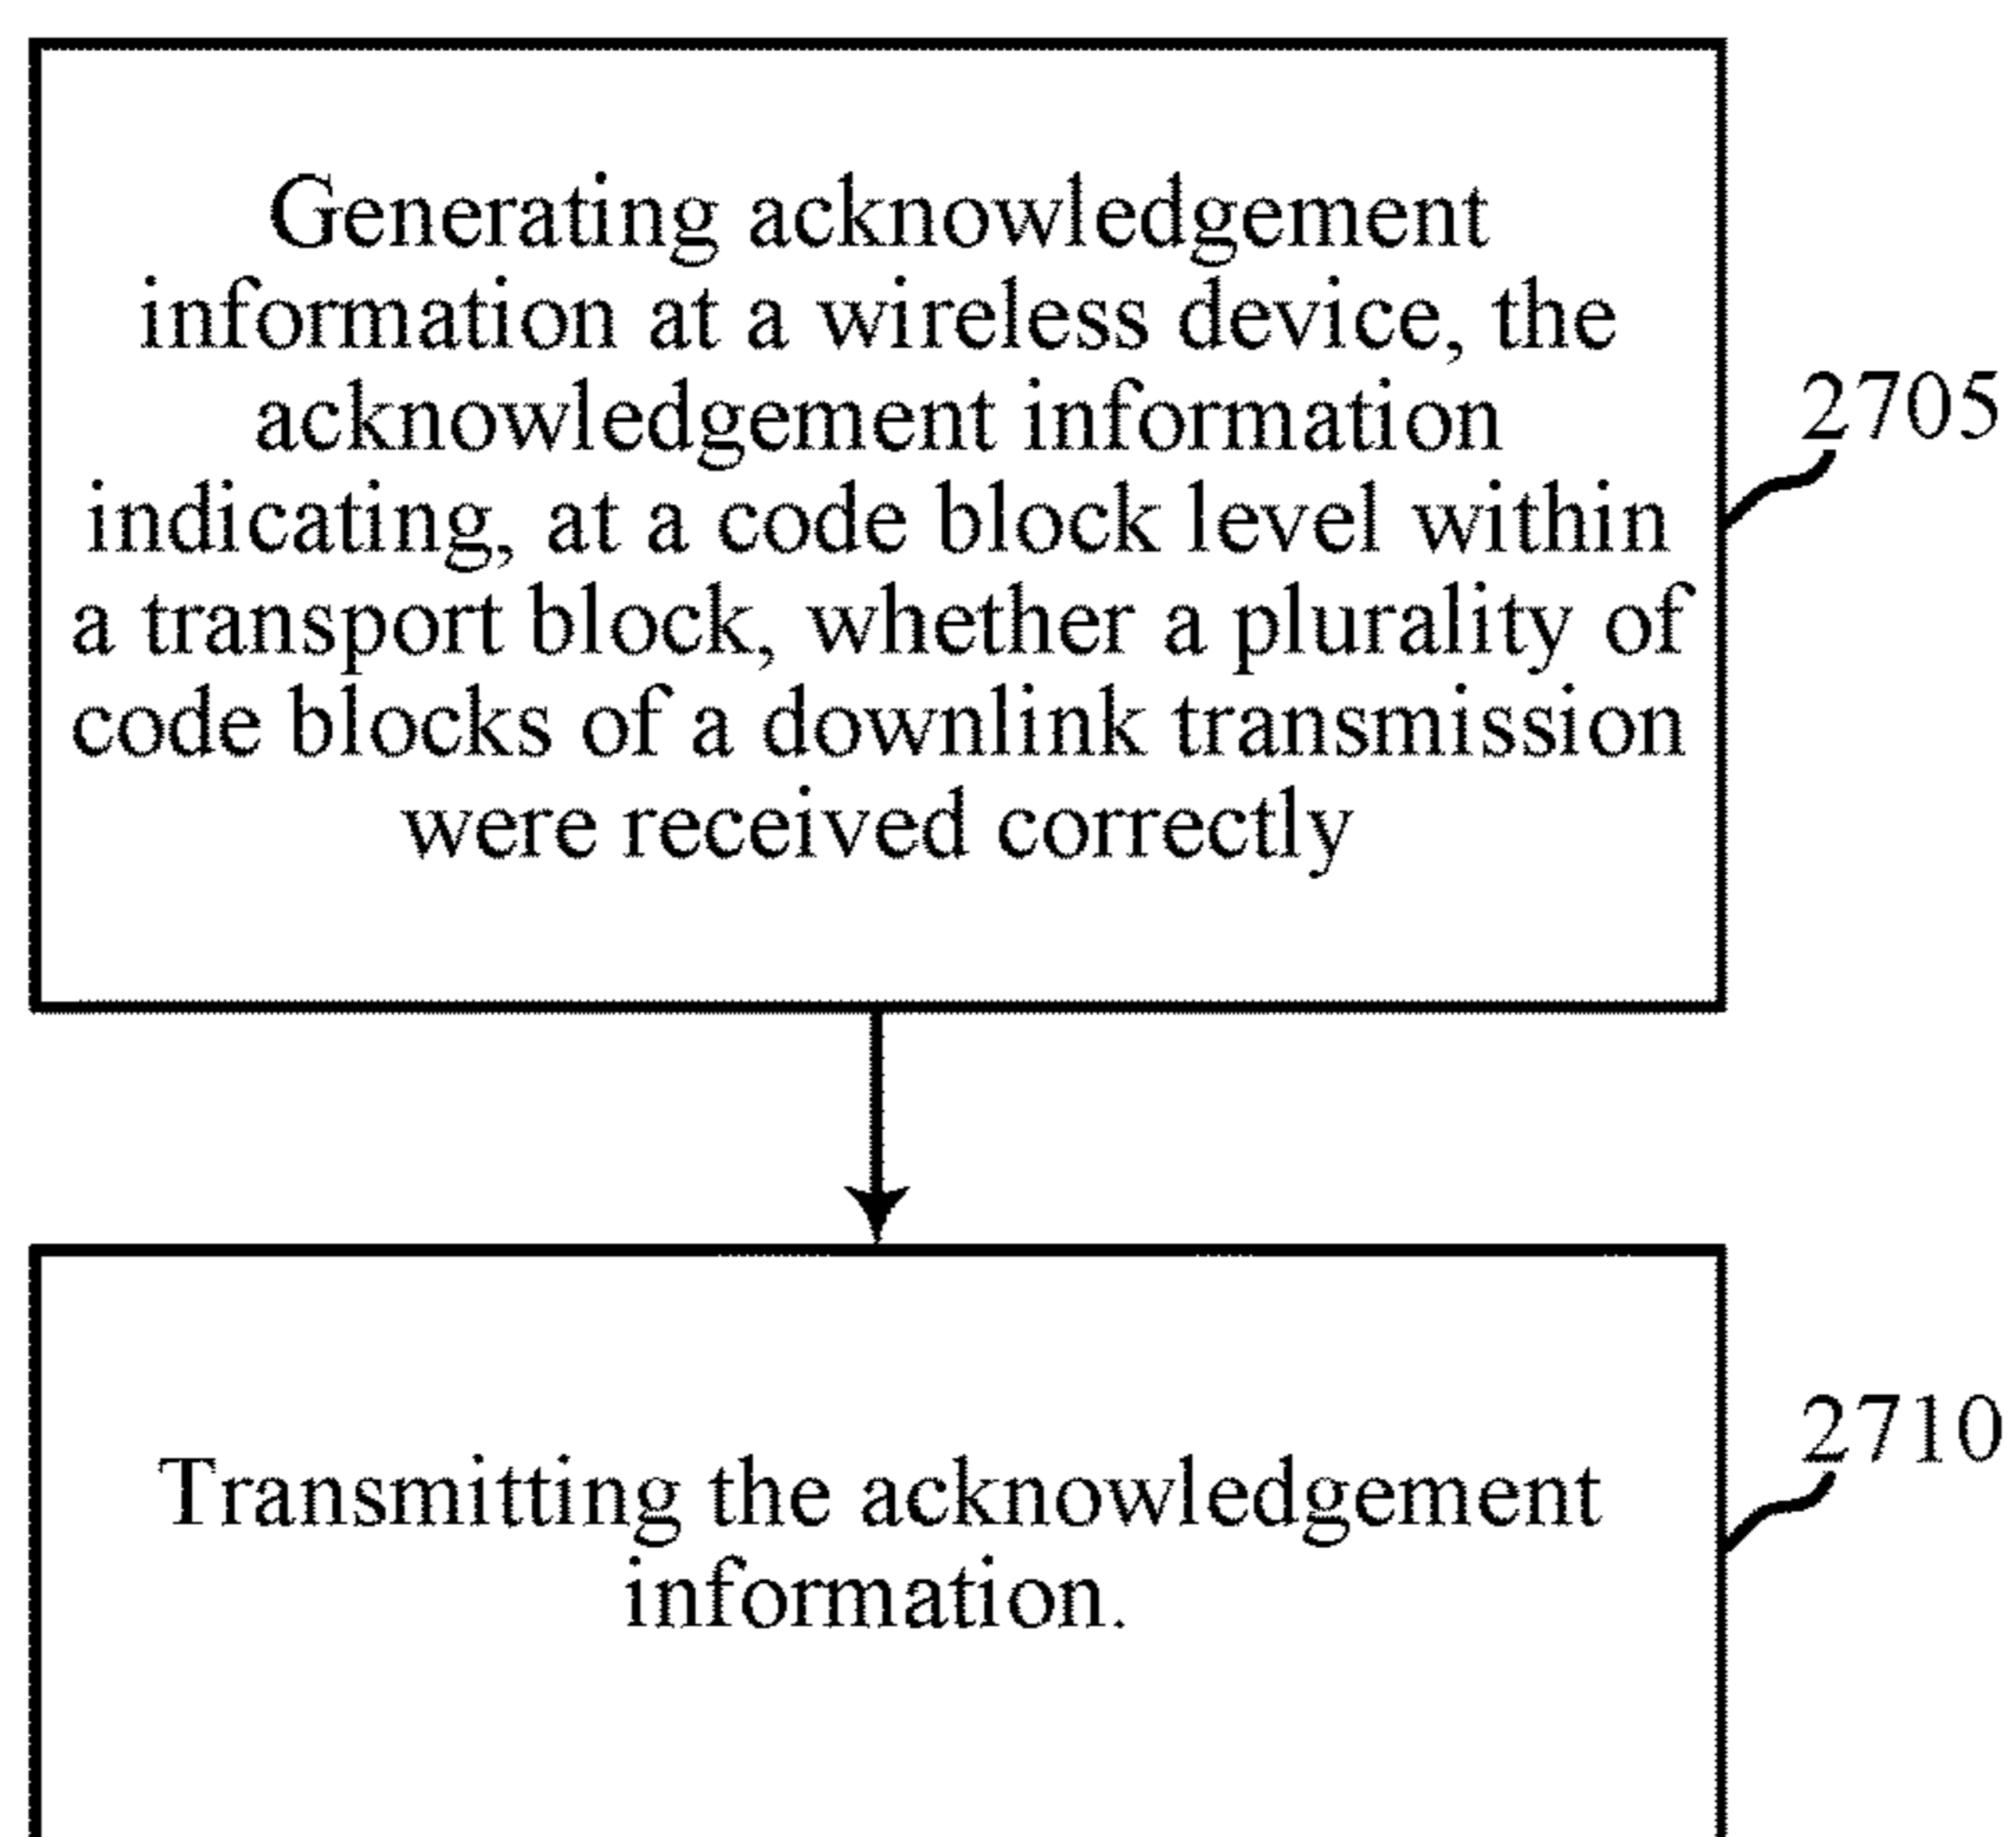 Generating acknowledgement
information at a wireless device, the
acknowledgement information
indicating, at a code block level within
a transport block, whether a plurality of
code blocks of a downlink transmission
were received correctly
2705
Transmitting the acknowledgement
information.
2710